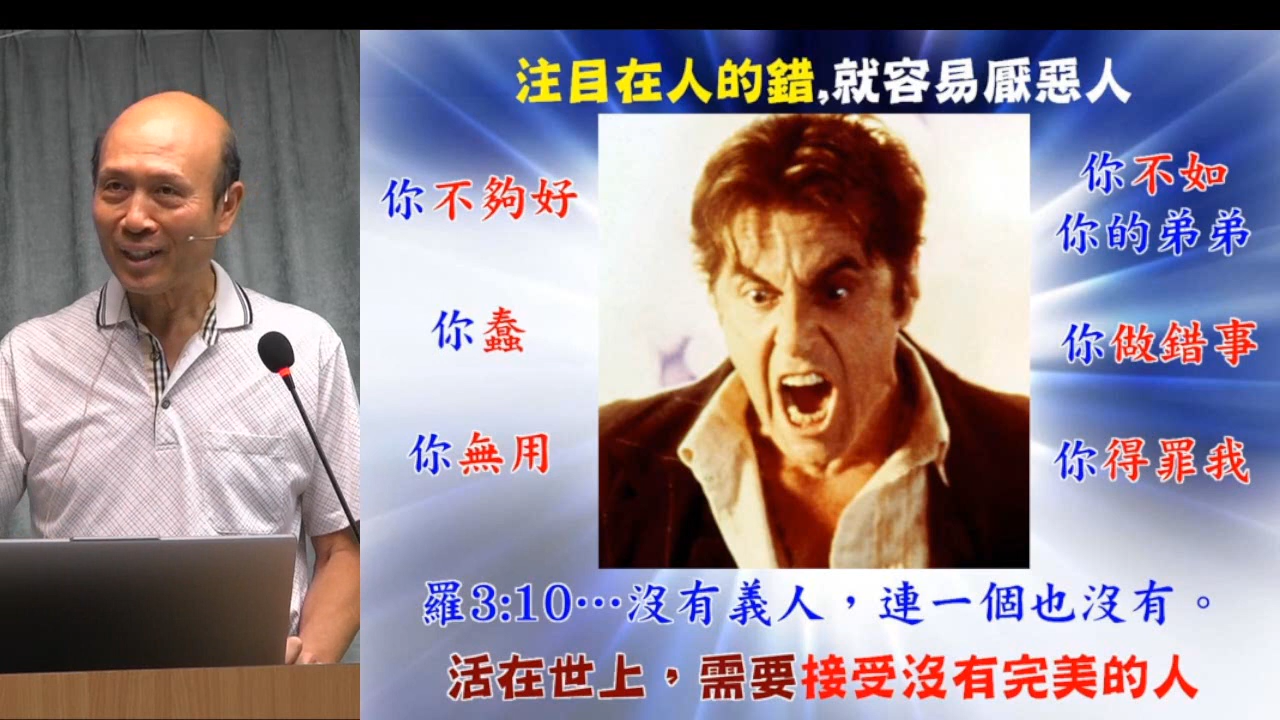 注目在人的錯,就容易厭惡人
你不夠好
你蠢
你無用
你不如
你的弟弟
你做錯事
你得罪我
羅3:10…沒有義人，連一個也沒有。
活在世上，需要接受沒有完美的人